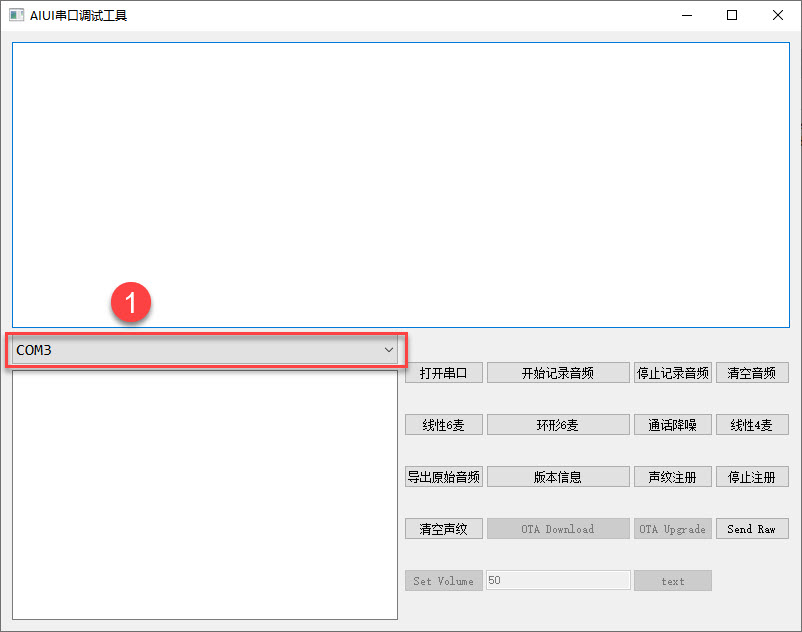 AIUI串口调试工具
1
COM3
打开串口 开始记录音频 停止记录音频 清空音频
线性6麦 环形6麦 通话降噪 线性4麦
导出原始音频 版本信息 声纹注册 停止注册
清空声纹 OTA Download OTA Upgrade Send Raw
Set Volume 50 text